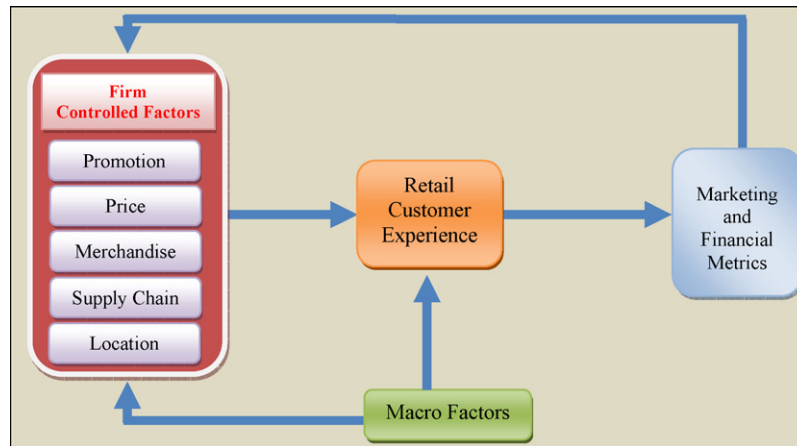 Firm
Controlled Factors
Promotion
Price
Merchandise
Supply Chain
Location
Retail
Customer
Experience
Marketing
and
Financial
Metrics
Macro Factors